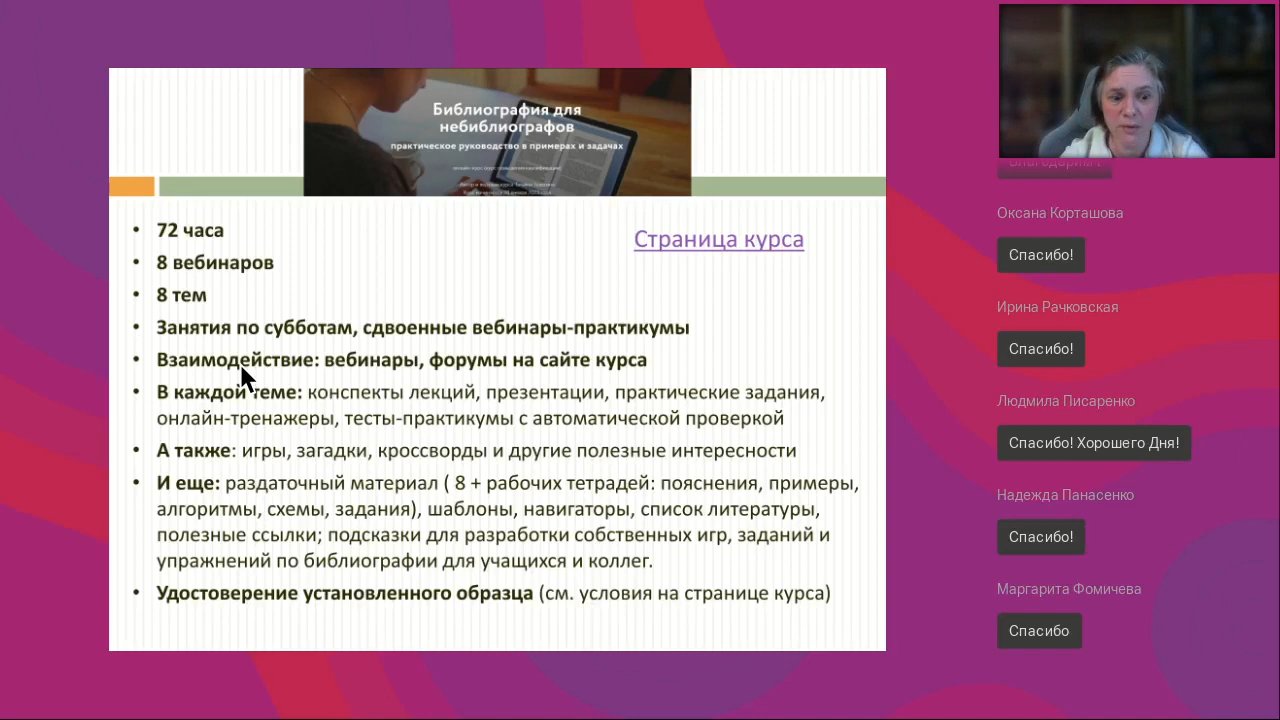 Библиография для
небиблиографов
практическое руководство в примерах и задачах
72 часа
8 вебинаров
8 тем
Занятия по субботам, сдвоенные вебинары-практикумы
Взаимодействие: вебинары, форумы на сайте курса
В каждой теме: конспекты лекций, презентации, практические задания,
онлайн-тренажеры, тесты-практикумы с автоматической проверкой
А также: игры, загадки, кроссворды и другие полезные интересности
И еще: раздаточный материал ( 8 + рабочих тетрадей: пояснения, примеры,
алгоритмы, схемы, задания), шаблоны, навигаторы, список литературы,
полезные ссылки; подсказки для разработки собственных игр, заданий и
упражнений по библиографии для учащихся и коллег.
Удостоверение установленного образца (см. условия на странице курса)
Страница курса
Оксана Корташова
Спасибо!
Ирина Рачковская
Спасибо!
Людмила Писаренко
Спасибо! Хорошего Дня!
Надежда Панасенко
Спасибо!
Маргарита Фомичева
Спасибо